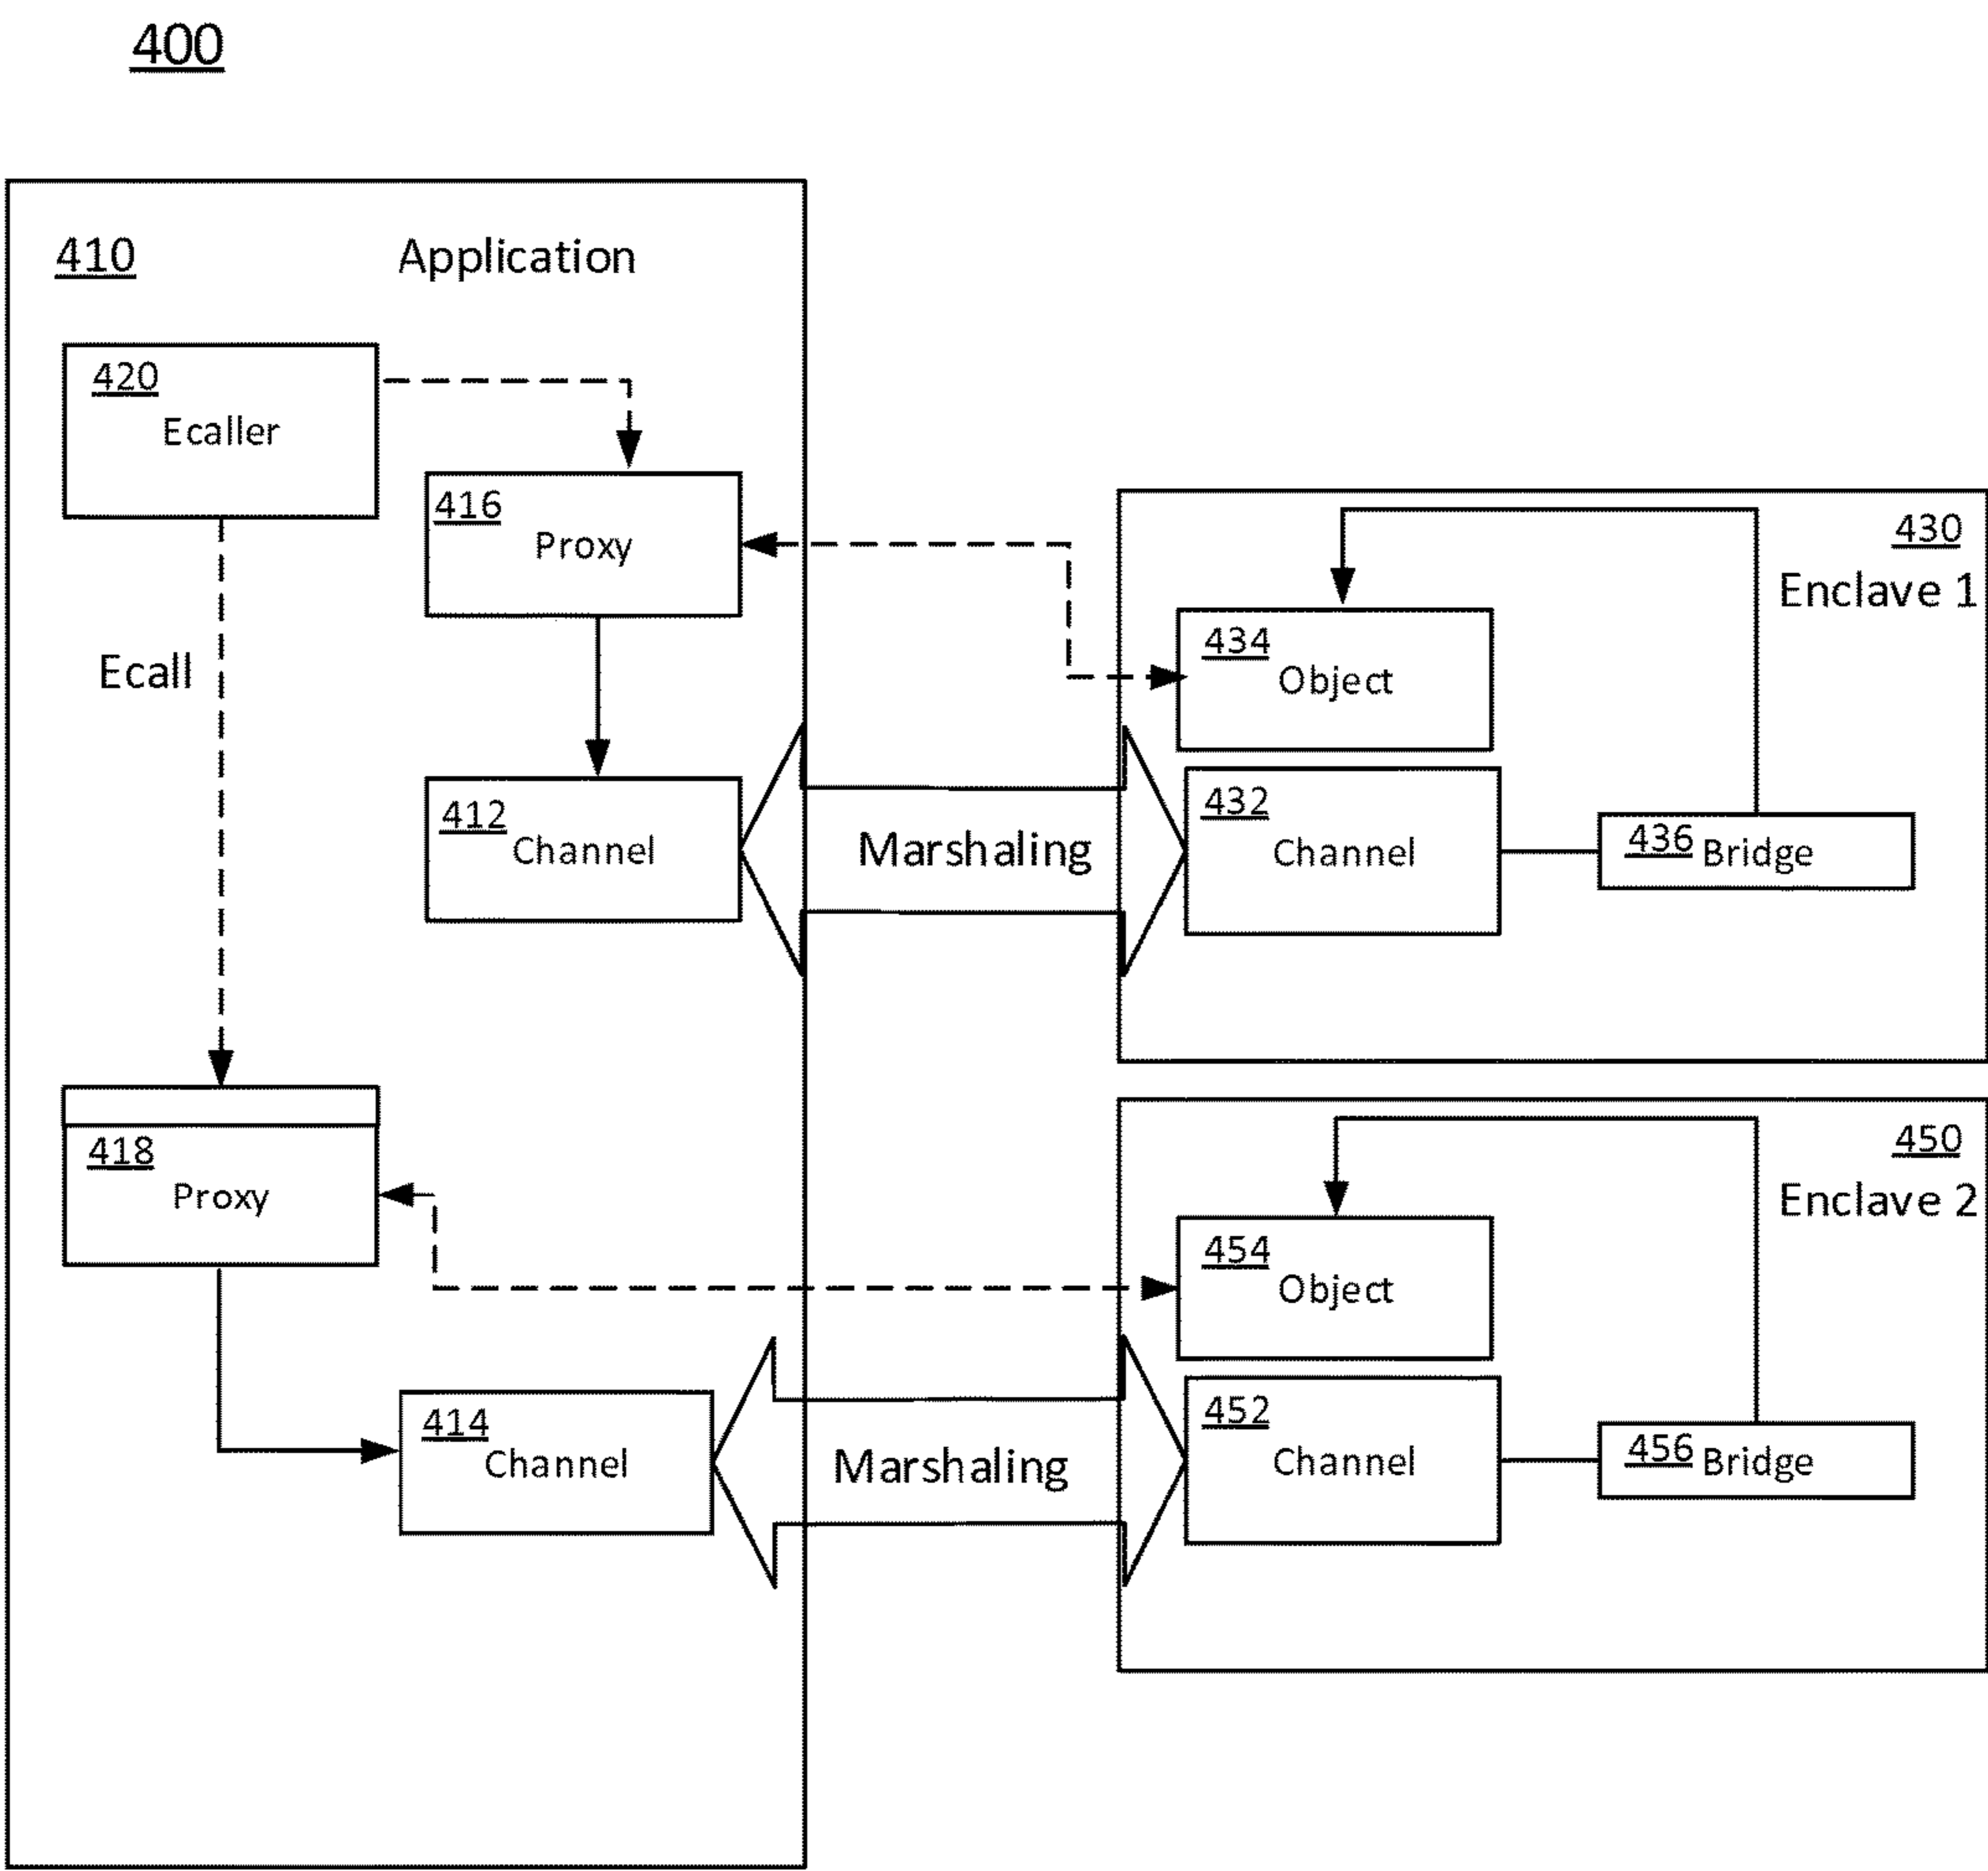 400
410 Application
420
Ecaller
416
Proxy
430
Enclave 1
434
Object
Ecall
412
Channel
Marshaling
432
Channel
436 Bridge
418
Proxy
450
Enclave 2
454
Object
414
Channel
Marshaling
452
Channel
456 Bridge